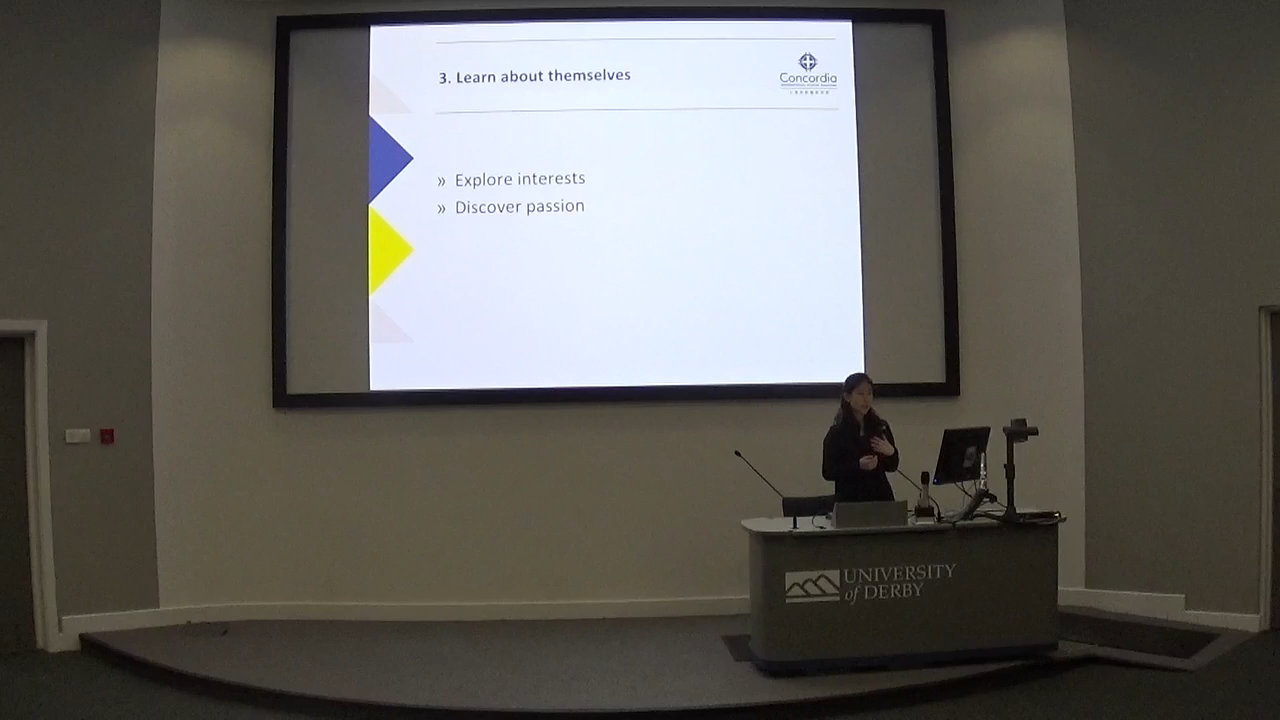 3. Learn about themselves
Concordia
» Explore interests
» Discover passion
UNIVERSITY
of DERBY